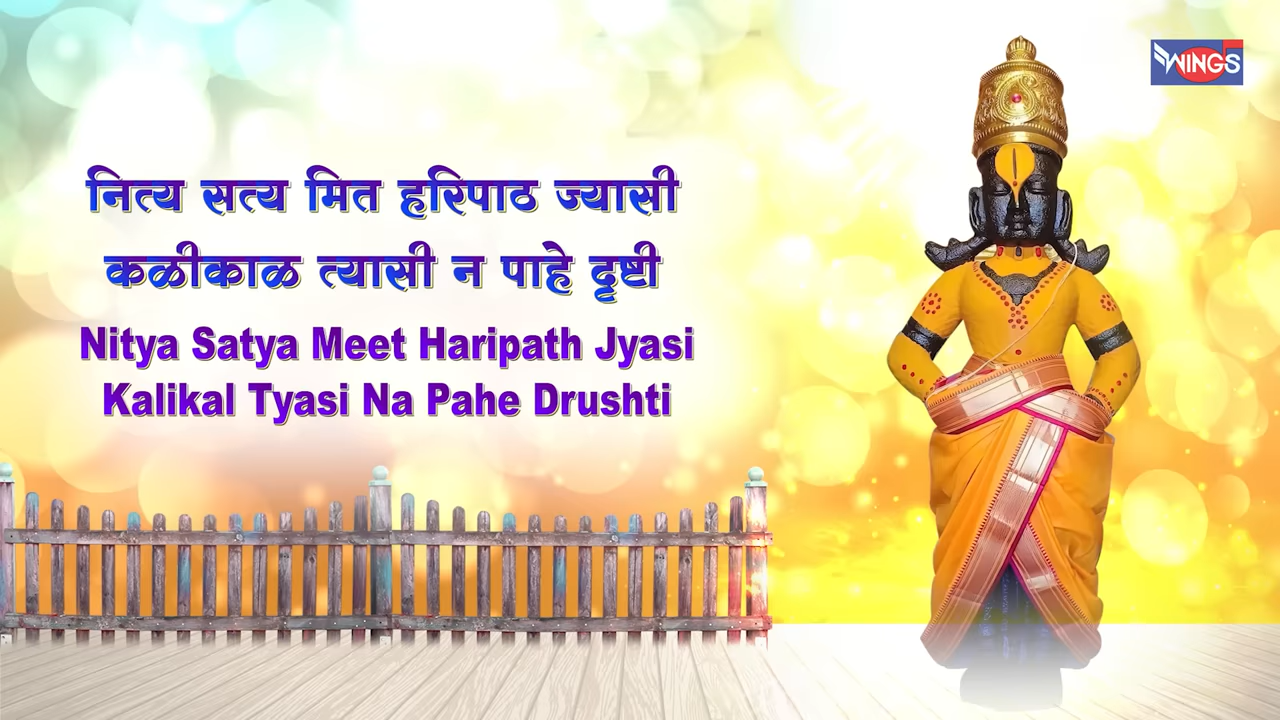 नित्य सत्य मित हरिपाठ ज्यासी
कळीकाळ त्यासी न पाहे दृष्टी
Nitya Satya Meet Haripath Jyasi
Kalikal Tyasi Na Pahe Drushti
WINGS